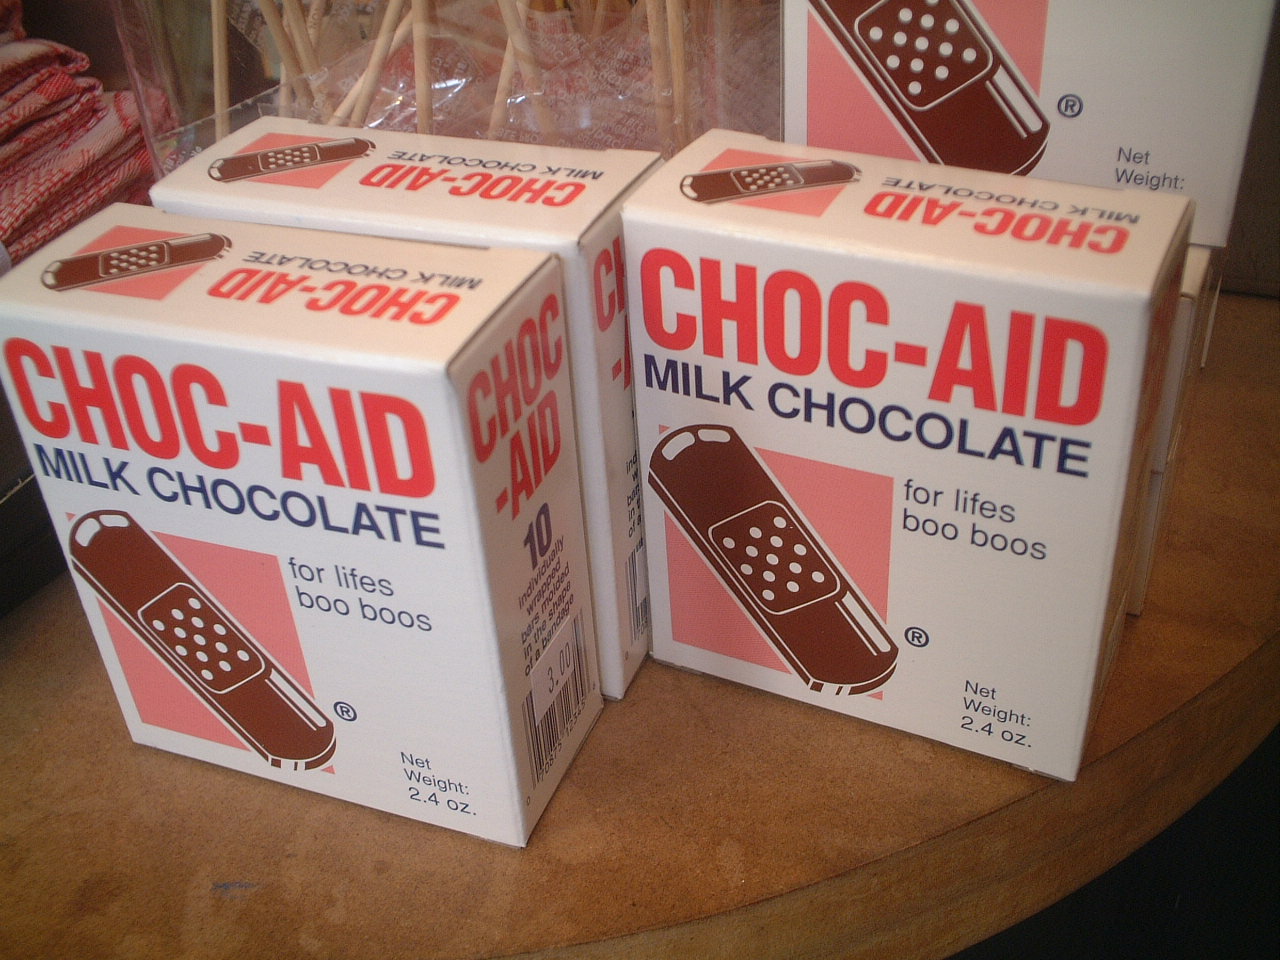 CHOC-AID
MILK CHOCOLATE
CHOC-AID
MILK CHOCOLATE
for lifes
boo boos
®
Net
Weight:
2.4 oz.
CHOC
-AID
10
individually
wrapped
bars molded
in the shape
of a bandage
3.00
CHOC-AID
MILK CHOCOLATE
CHOC-AID
MILK CHOCOLATE
CHOC-AID
MILK CHOCOLATE
for lifes
boo boos
®
Net
Weight:
2.4 oz.
®
Net
Weight: